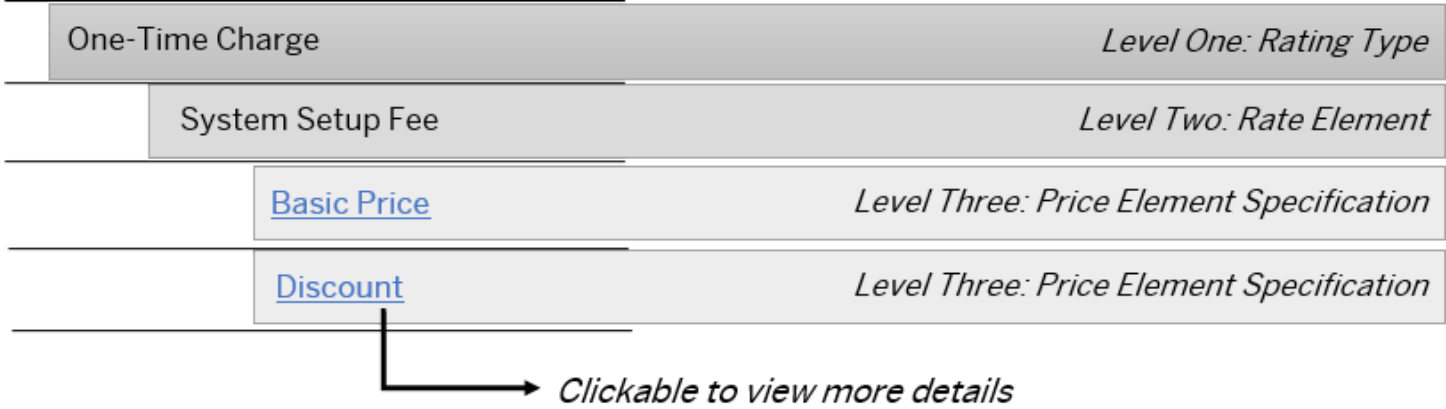 One-Time Charge Level One: Rating Type
System Setup Fee Level Two: Rate Element
Basic Price Level Three: Price Element Specification
Discount Level Three: Price Element Specification
Clickable to view more details